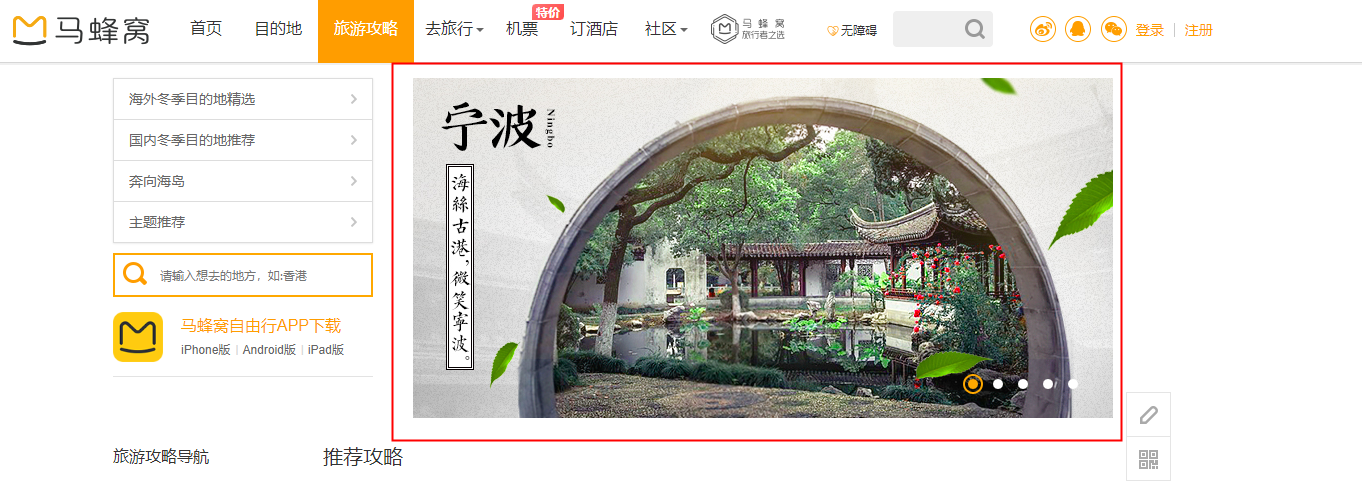 马蜂窝
首页
目的地
旅游攻略
去旅行
机票
特价
订酒店
社区
马蜂窝
旅行者之选
无障碍
登录
注册
海外冬季目的地精选
国内冬季目的地推荐
奔向海岛
主题推荐
请输入想去的地方，如:香港
马蜂窝自由行APP下载
iPhone版 | Android版 | iPad版
宁波
Ningbo
海丝古港，微笑宁波。
旅游攻略导航
推荐攻略